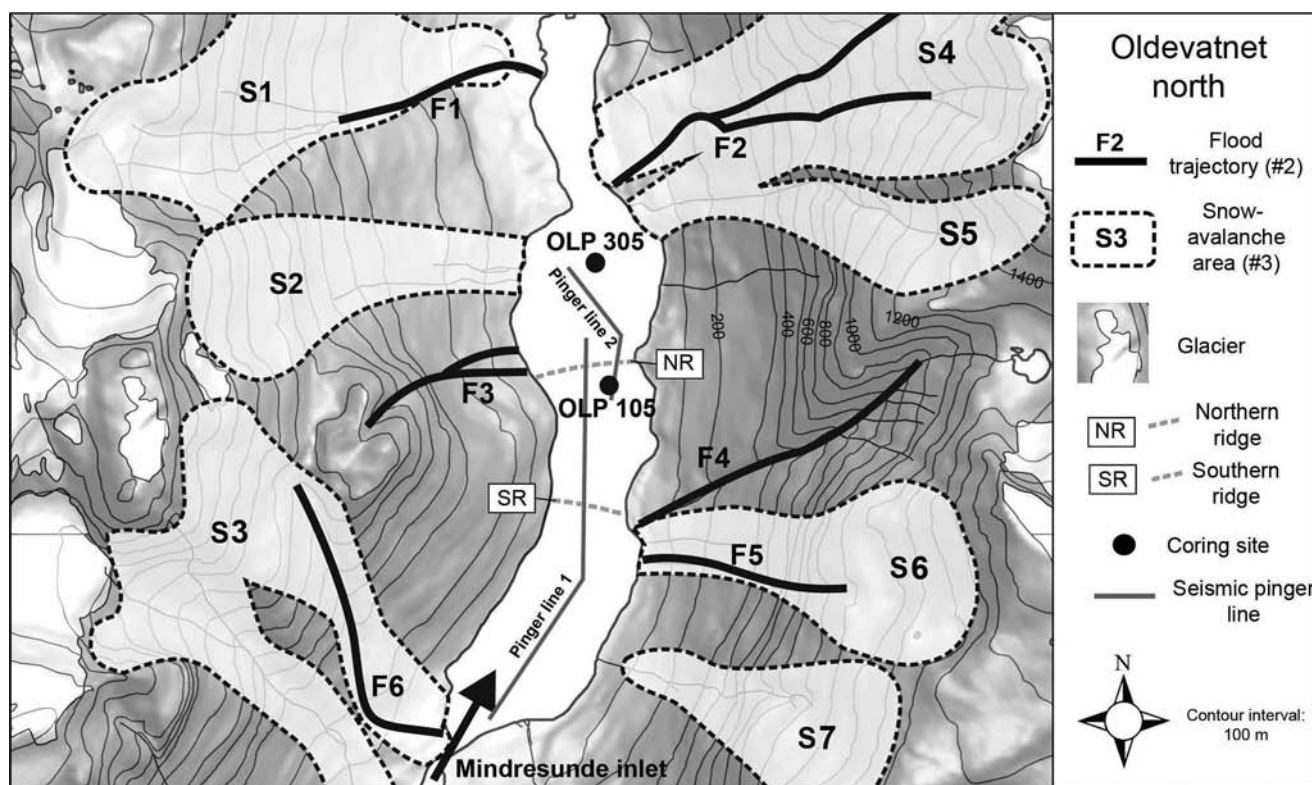 S1
F1
S4
F2
S5
OLP 305
S2
Pinger line 2
1400
1200
200
400
600
800
1000
NR
F3
OLP 105
F4
SR
S3
F5
S6
Pinger line 1
F6
S7
Mindresunde inlet
Oldevatnet
north
F2
Flood
trajectory (#2)
S3
Snow-
avalanche
area (#3)
Glacier
NR
Northern
ridge
SR
Southern
ridge
Coring site
Seismic pinger
line
N
Contour interval:
100 m